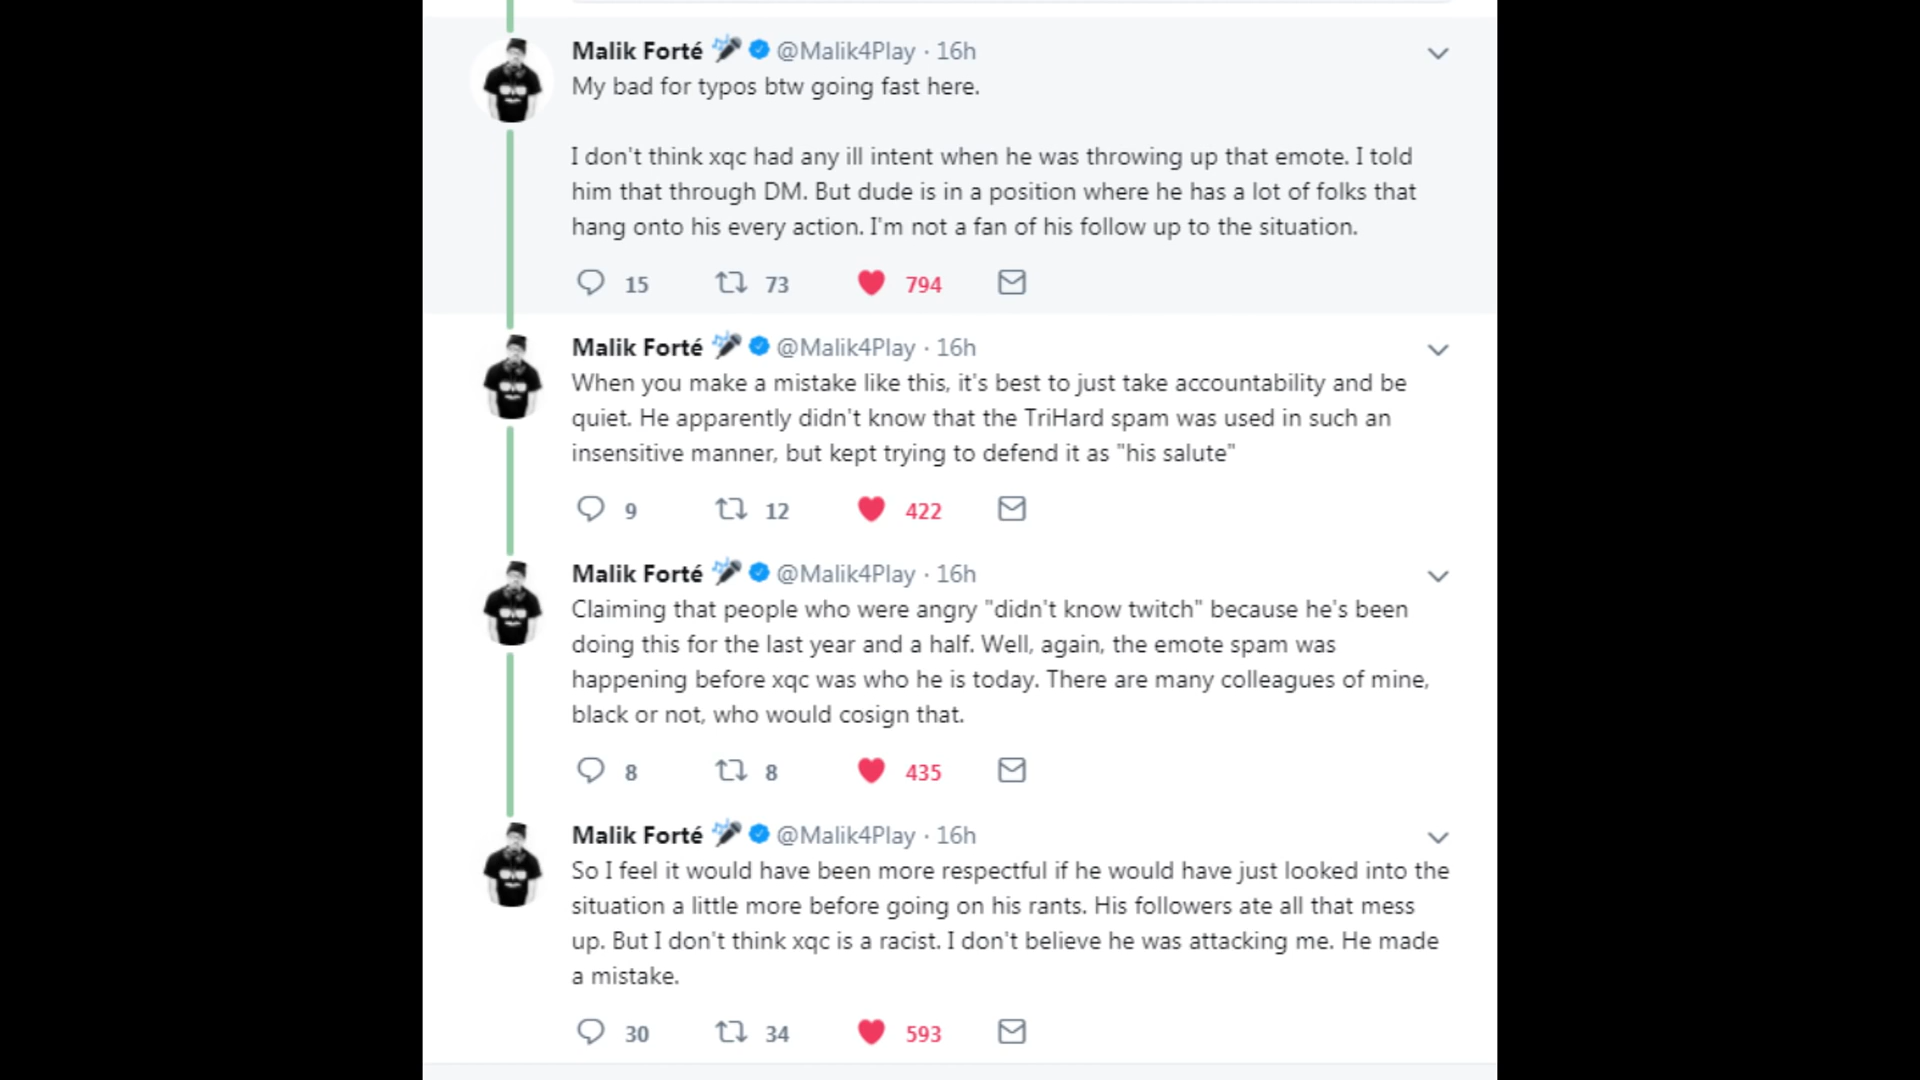 Malik Forté @Malik4Play · 16h
My bad for typos btw going fast here.
I don't think xqc had any ill intent when he was throwing up that emote. I told
him that through DM. But dude is in a position where he has a lot of folks that
hang onto his every action. I'm not a fan of his follow up to the situation.
15 73 794
Malik Forté @Malik4Play · 16h
When you make a mistake like this, it's best to just take accountability and be
quiet. He apparently didn't know that the TriHard spam was used in such an
insensitive manner, but kept trying to defend it as "his salute"
9 12 422
Malik Forté @Malik4Play · 16h
Claiming that people who were angry "didn't know twitch" because he's been
doing this for the last year and a half. Well, again, the emote spam was
happening before xqc was who he is today. There are many colleagues of mine,
black or not, who would cosign that.
8 8 435
Malik Forté @Malik4Play · 16h
So I feel it would have been more respectful if he would have just looked into the
situation a little more before going on his rants. His followers ate all that mess
up. But I don't think xqc is a racist. I don't believe he was attacking me. He made
a mistake.
30 34 593